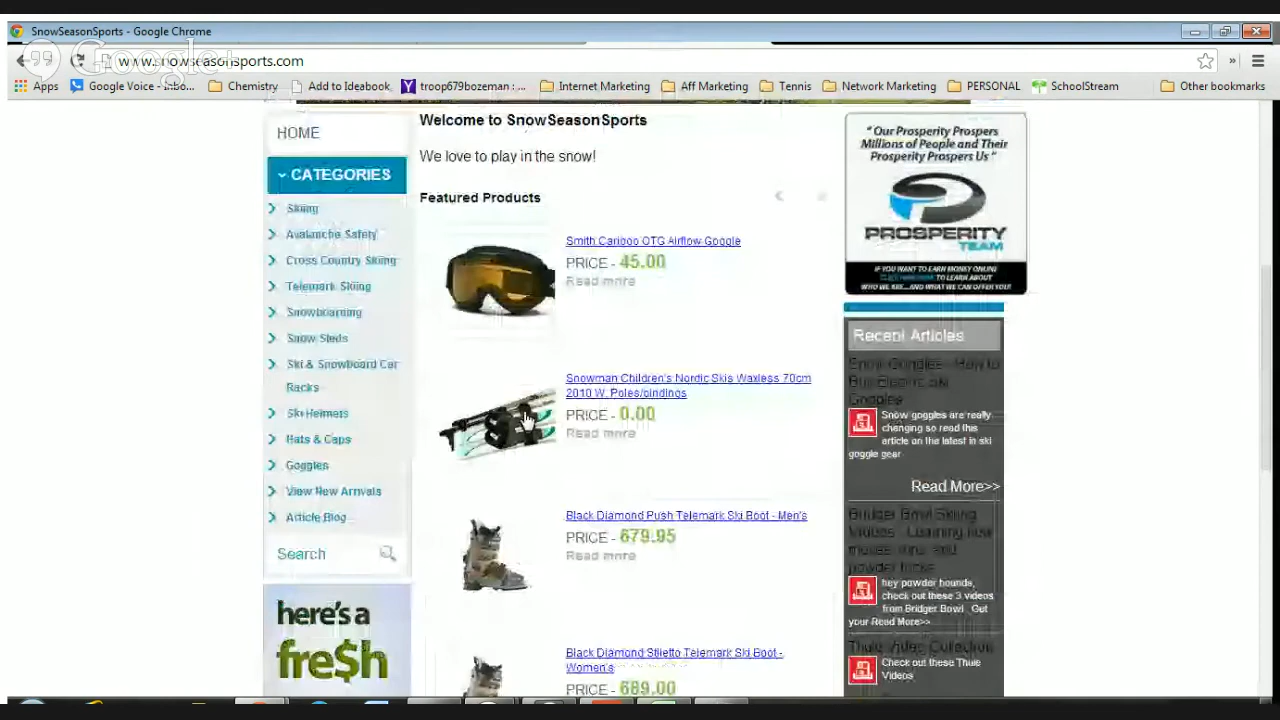 SnowSeasonSports - Google Chrome
Google+
www.snowseasonsports.com
Apps
Google Voice - Inbo...
Chemistry
Add to Ideabook
troop679bozeman : ...
Internet Marketing
Aff Marketing
Tennis
Network Marketing
PERSONAL
SchoolStream
Other bookmarks
HOME
CATEGORIES
Skiing
Avalanche Safety
Cross Country Skiing
Telemark Skiing
Snowboarding
Snow Sleds
Ski & Snowboard Car
Racks
Ski Helmets
Hats & Caps
Goggles
View New Arrivals
Article Blog
Search
here's a
fre$h
Welcome to SnowSeasonSports
We love to play in the snow!
Featured Products
Smith Cariboo OTG Airflow Goggle
PRICE - 45.00
Read more
Snowman Children's Nordic Skis Waxless 70cm
2010 W. Poles/bindings
PRICE - 0.00
Read more
Black Diamond Push Telemark Ski Boot - Men's
PRICE - 679.95
Read more
Black Diamond Stiletto Telemark Ski Boot -
Women's
PRICE - 689.00
"Our Prosperity Prospers
Millions of People and Their
Prosperity Prospers Us"
PROSPERITY
TEAM
IF YOU WANT TO EARN MONEY ONLINE
CLICK HERE NOW TO LEARN ABOUT
WHO WE ARE...AND WHAT WE CAN OFFER YOU!
Recent Articles
Snow Goggles - How to
Buy Electric
Goggles
Snow goggles are really
changing so read this
article on the latest in ski
goggle gear
Read More>>
Bridger Bowl Skiing
Videos - Learning new
moves, runs, and
powder tricks
hey powder hounds,
check out these 3 videos
from Bridger Bowl. Get
your Read More>>
Thule Video Collection
Check out these Thule
Videos